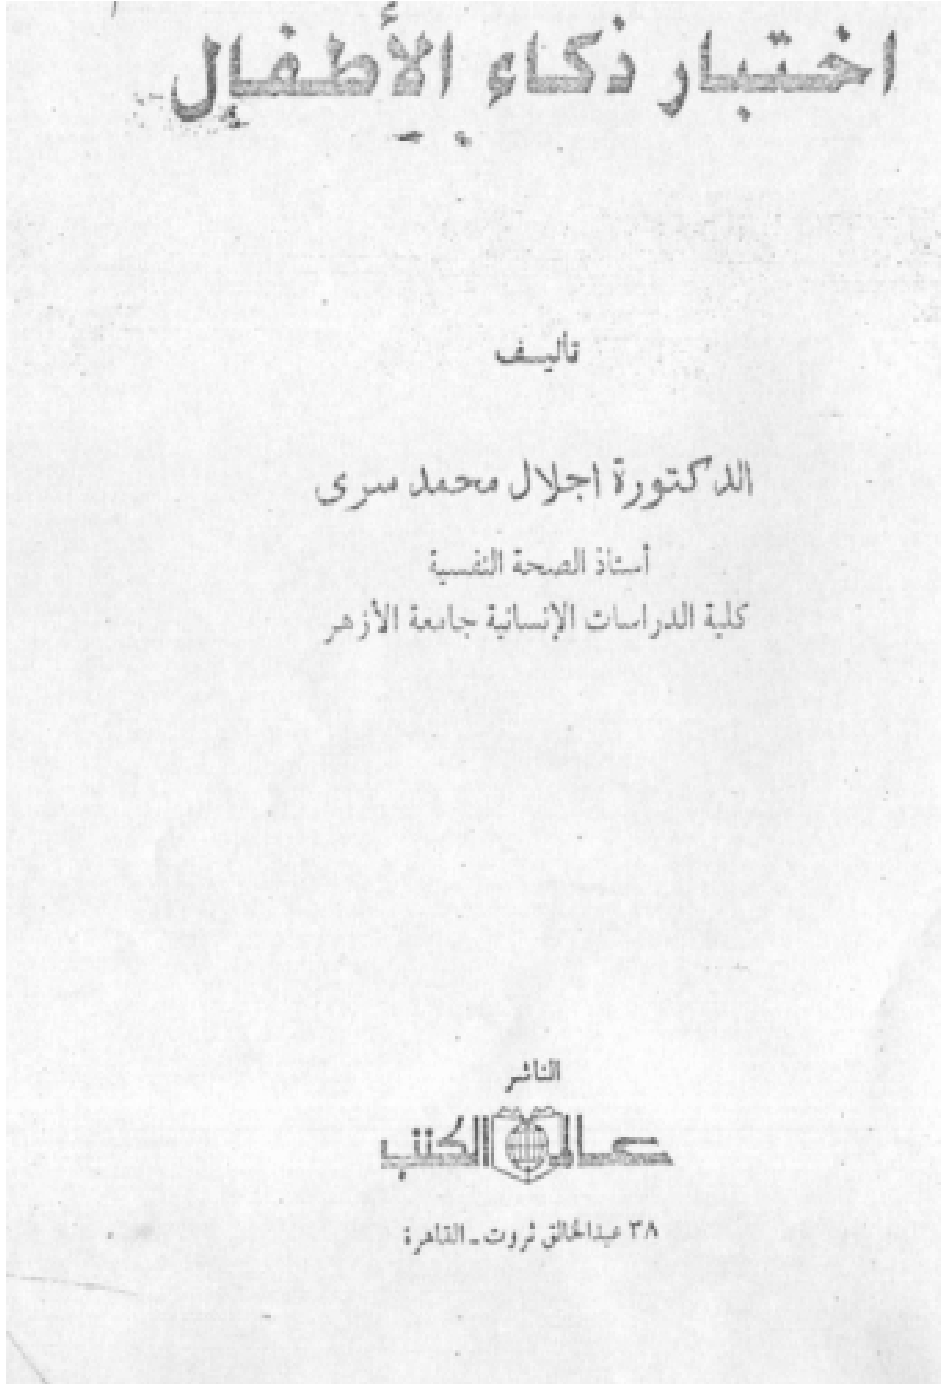 اختبار ذكاء الأطفال
تأليف
الدكتورة اجلال محمد سرى
أستاذ الصحة النفسية
كلية الدراسات الإنسانية جامعة الأزهر
الناشر
عالم الكتب
٣٨ عبدالخالق ثروت ـ القاهرة